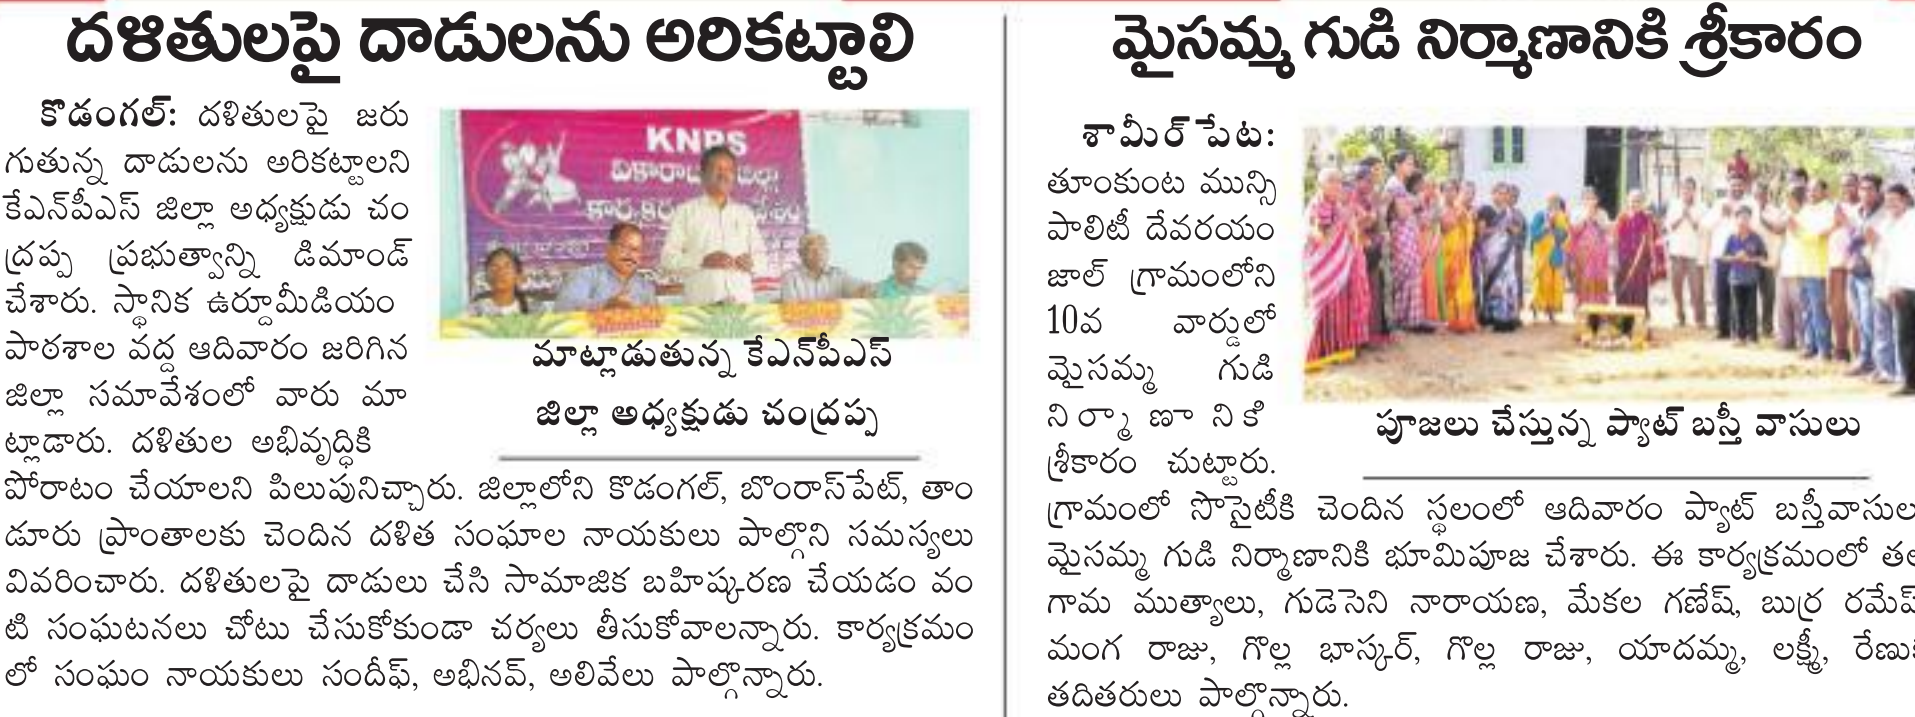 దళితులపై దాడులను అరికట్టాలి
కొడంగల్: దళితులపై జరు
గుతున్న దాడులను అరికట్టాలని
కేఎన్‌పీఎస్ జిల్లా అధ్యక్షుడు చం
ద్రప్ప ప్రభుత్వాన్ని డిమాండ్
చేశారు. స్థానిక ఉర్దూమీడియం
పాఠశాల వద్ద ఆదివారం జరిగిన
జిల్లా సమావేశంలో వారు మా
ట్లాడారు. దళితుల అభివృద్ధికి
పోరాటం చేయాలని పిలుపునిచ్చారు. జిల్లాలోని కొడంగల్, బొంరాస్‌పేట్, తాం
డూరు ప్రాంతాలకు చెందిన దళిత సంఘాల నాయకులు పాల్గొని సమస్యలు
వివరించారు. దళితులపై దాడులు చేసి సామాజిక బహిష్కరణ చేయడం వం
టి సంఘటనలు చోటు చేసుకోకుండా చర్యలు తీసుకోవాలన్నారు. కార్యక్రమం
లో సంఘం నాయకులు సందీఫ్, అభినవ్, అలివేలు పాల్గొన్నారు.
KNPS
మాట్లాడుతున్న కేఎన్‌పీఎస్
జిల్లా అధ్యక్షుడు చంద్రప్ప
మైసమ్మ గుడి నిర్మాణానికి శ్రీకారం
శామీర్ పేట:
తూంకుంట మున్సి
పాలిటీ దేవరయం
జాల్ గ్రామంలోని
10వ వార్డులో
మైసమ్మ గుడి
నిర్మాణానికి
శ్రీకారం చుట్టారు.
గ్రామంలో సొసైటీకి చెందిన స్థలంలో ఆదివారం ప్యాట్ బస్తీవాసుల
మైసమ్మ గుడి నిర్మాణానికి భూమిపూజ చేశారు. ఈ కార్యక్రమంలో తల
గామ ముత్యాలు, గుడెసెని నారాయణ, మేకల గణేష్, బుర్ర రమేష్
మంగ రాజు, గొల్ల భాస్కర్, గొల్ల రాజు, యాదమ్మ, లక్ష్మీ, రేణుక
తదితరులు పాల్గొన్నారు.
పూజలు చేస్తున్న ప్యాట్ బస్తీ వాసులు